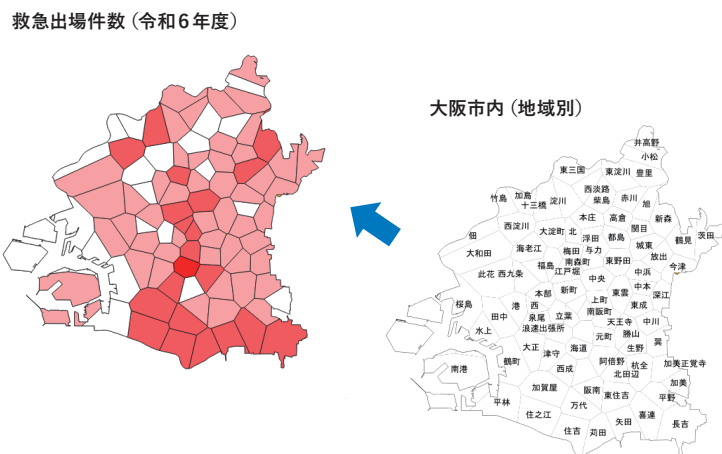 救急出場件数（令和６年度）
大阪市内（地域別）
井高野
小松
東三国
東淀川
豊里
西淡路
竹島
加島
柴島
赤川
旭
十三橋
淀川
本庄
高倉
新森
西淀川
関目
佃
大淀町
北
浮田
都島
鶴見
茨田
海老江
城東
大和田
梅田
与力
放出
福島
南森町
東野田
今津
此花
西九条
江戸堀
中浜
中央
中本
本部
新町
東雲
深江
桜島
港
西
上町
東成
田中
泉尾
立葉
南阪町
水上
浪速出張所
天王寺
中川
元町
勝山
大正
津守
海道
生野
巽
鶴町
阿倍野
杭全
加美正覚寺
南港
西成
北田辺
加賀屋
加美
阪南
東住吉
平林
万代
平野
住之江
喜連
矢田
長吉
住吉
苅田